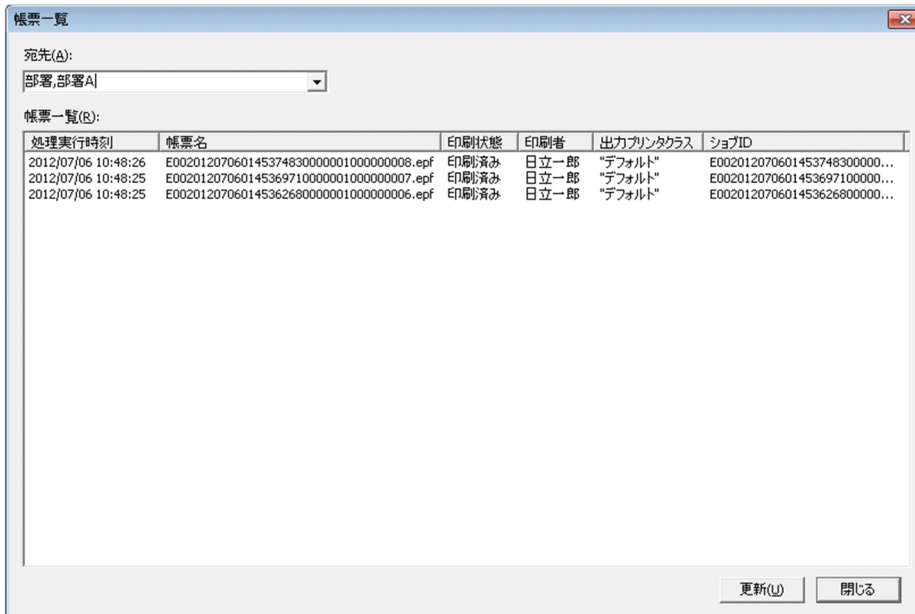 帳票一覧
宛先(A):
部署,部署A
帳票一覧(R):
処理実行時刻 帳票名 印刷状態 印刷者 出力プリンタクラス ジョブID
2012/07/06 10:48:26 E002012070601453748300000001000000008.epf 印刷済み 日立一郎 "デフォルト" E0020120706014537483 00000...
2012/07/06 10:48:25 E002012070601453697100000001000000007.epf 印刷済み 日立一郎 "デフォルト" E002012070601453697100000...
2012/07/06 10:48:25 E002012070601453626800000001000000006.epf 印刷済み 日立一郎 "デフォルト" E002012070601453626800000...
更新(U) 閉じる